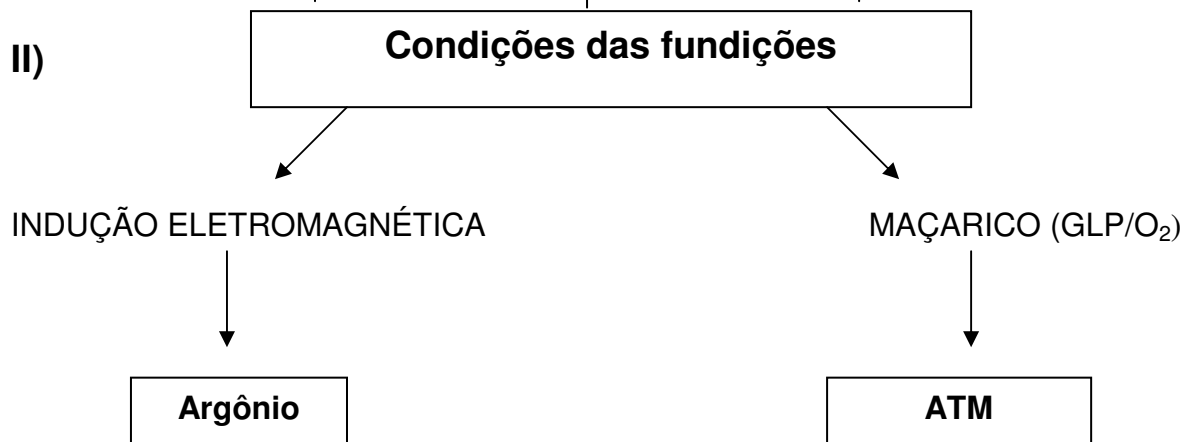 Condições das fundições
II)
INDUÇÃO ELETROMAGNÉTICA
MAÇARICO (GLP/O₂)
Argônio
ATM